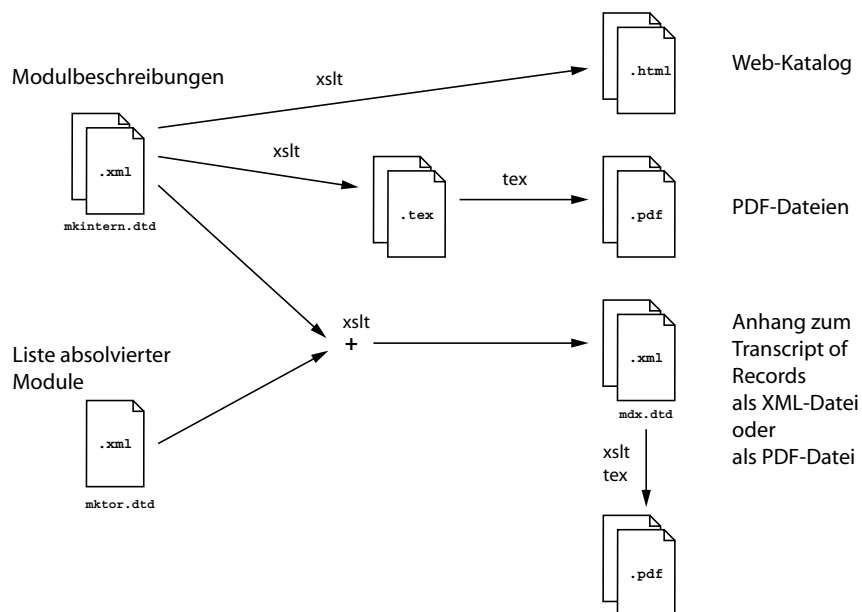 Modulbeschreibungen
.xml
mkintern.dtd
xslt
.html
Web-Katalog
xslt
.tex
tex
.pdf
PDF-Dateien
Liste absolvierter
Module
.xml
mktor.dtd
xslt
+
.xml
mdx.dtd
Anhang zum
Transcript of
Records
als XML-Datei
oder
als PDF-Datei
xslt
tex
.pdf